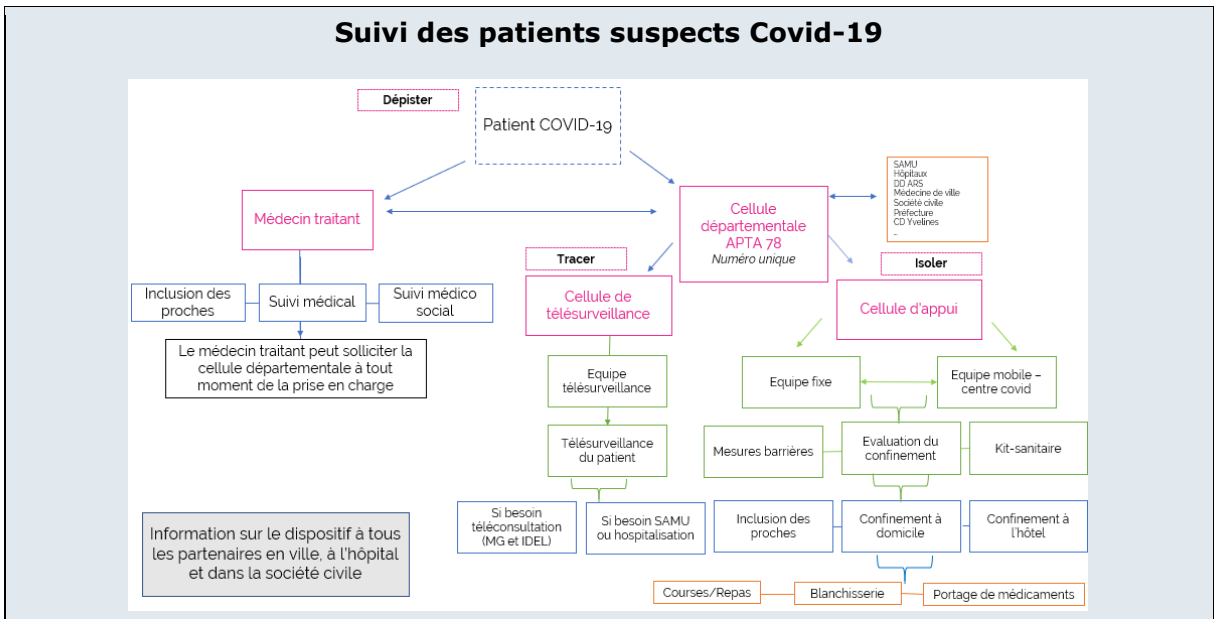 Suivi des patients suspects Covid-19
Dépister
Patient COVID-19
SAMU
Hôpitaux
DD ARS
Médecine de ville
Société civile
Préfecture
CD Yvelines
...
Médecin traitant
Cellule
départementale
APTA 78
Numéro unique
Tracer
Isoler
Inclusion des
proches
Suivi médical
Suivi médico
social
Cellule de
télésurveillance
Cellule d'appui
Le médecin traitant peut solliciter la
cellule départementale à tout
moment de la prise en charge
Equipe
télésurveillance
Equipe fixe
Equipe mobile –
centre covid
Télésurveillance
du patient
Mesures barrières
Evaluation du
confinement
Kit-sanitaire
Si besoin
téléconsultation
(MG et IDEL)
Si besoin SAMU
ou hospitalisation
Inclusion des
proches
Confinement à
domicile
Confinement à
l'hôtel
Information sur le dispositif à tous
les partenaires en ville, à l'hôpital
et dans la société civile
Courses/Repas
Blanchisserie
Portage de médicaments